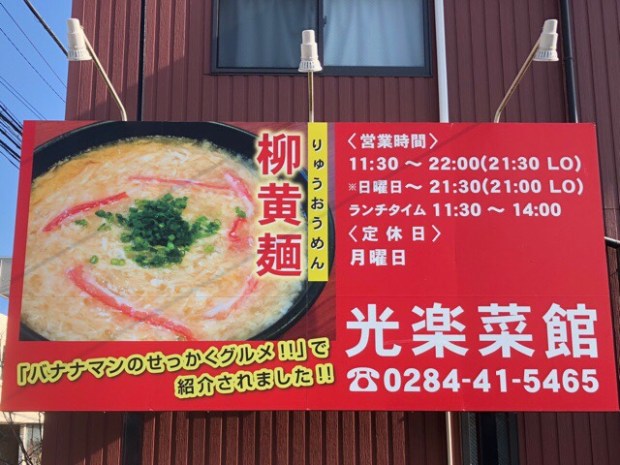 柳黄麺
りゅうおうめん
「バナナマンのせっかくグルメ!!」で
紹介されました!!
〈営業時間〉
11:30 〜 22:00(21:30 LO)
※日曜日〜 21:30(21:00 LO)
ランチタイム 11:30 〜 14:00
〈定休日〉
月曜日
光楽菜館
☎0284-41-5465